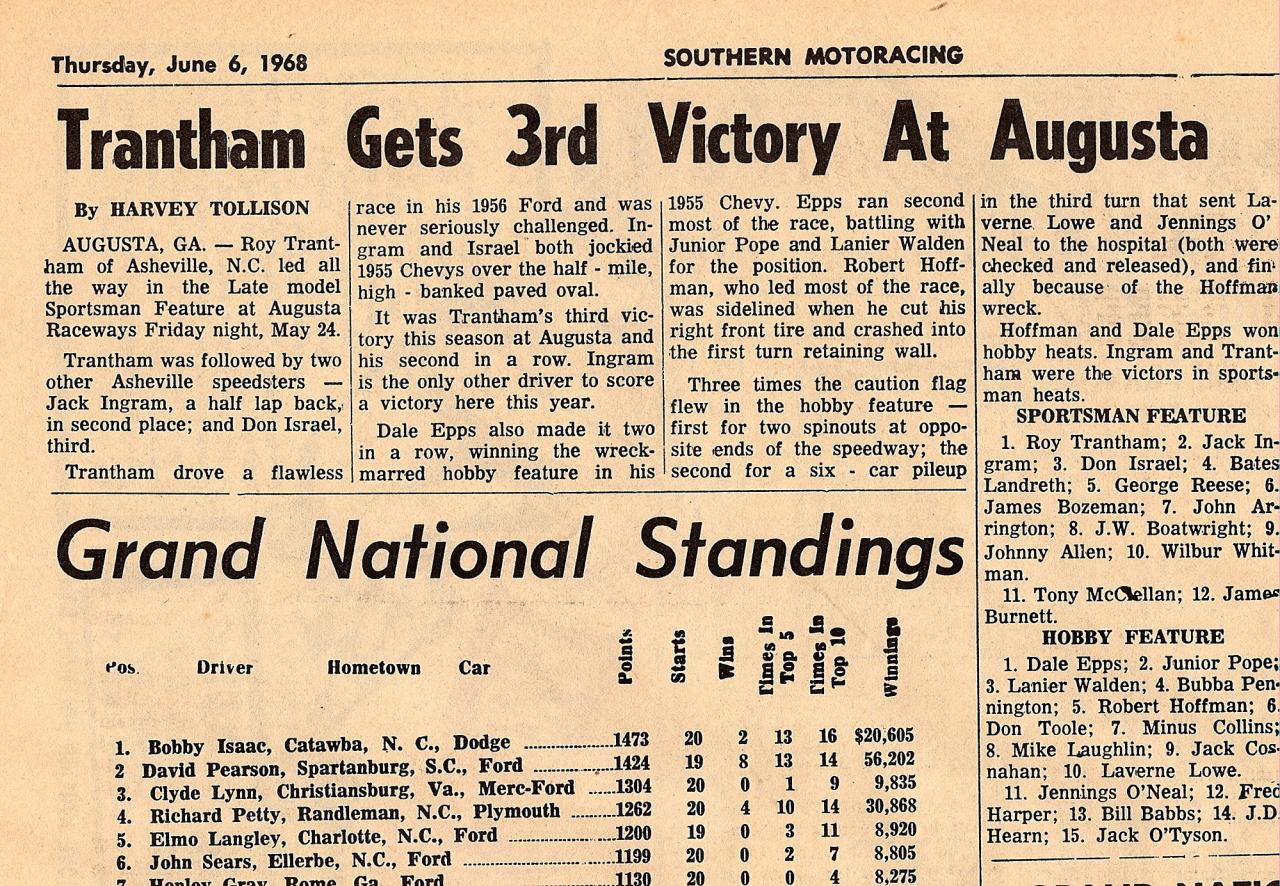 Thursday, June 6, 1968
SOUTHERN MOTORACING
Trantham Gets 3rd Victory At Augusta
By HARVEY TOLLISON
AUGUSTA, GA. — Roy Trant-
ham of Asheville, N.C. led all
the way in the Late model
Sportsman Feature at Augusta
Raceways Friday night, May 24.
Trantham was followed by two
other Asheville speedsters —
Jack Ingram, a half lap back,
in second place; and Don Israel,
third.
Trantham drove a flawless
race in his 1956 Ford and was
never seriously challenged. In-
gram and Israel both jockied
1955 Chevys over the half - mile,
high - banked paved oval.
It was Trantham's third vic-
tory this season at Augusta and
his second in a row. Ingram
is the only other driver to score
a victory here this year.
Dale Epps also made it two
in a row, winning the wreck-
marred hobby feature in his
1955 Chevy. Epps ran second
most of the race, battling with
Junior Pope and Lanier Walden
for the position. Robert Hoff-
man, who led most of the race,
was sidelined when he cut his
right front tire and crashed into
the first turn retaining wall.
Three times the caution flag
flew in the hobby feature —
first for two spinouts at oppo-
site ends of the speedway; the
second for a six - car pileup
in the third turn that sent La-
verne Lowe and Jennings O'
Neal to the hospital (both were
checked and released), and fin-
ally because of the Hoffman
wreck.
Hoffman and Dale Epps won
hobby heats. Ingram and Trant-
ham were the victors in sports-
man heats.
SPORTSMAN FEATURE
1. Roy Trantham; 2. Jack In-
gram; 3. Don Israel; 4. Bates
Landreth; 5. George Reese; 6.
James Bozeman; 7. John Ar-
rington; 8. J.W. Boatwright; 9.
Johnny Allen; 10. Wilbur Whit-
man.
11. Tony McClellan; 12. James
Burnett.
HOBBY FEATURE
1. Dale Epps; 2. Junior Pope;
3. Lanier Walden; 4. Bubba Pen-
nington; 5. Robert Hoffman; 6.
Don Toole; 7. Minus Collins;
8. Mike Laughlin; 9. Jack Cos-
nahan; 10. Laverne Lowe.
11. Jennings O'Neal; 12. Fred
Harper; 13. Bill Babbs; 14. J.D.
Hearn; 15. Jack O'Tyson.
Grand National Standings
Pos. Driver Hometown Car Points Starts Wins Times In Top 5 Times In Top 10 Winnings
1. Bobby Isaac, Catawba, N. C., Dodge ....................1473 20 2 13 16 $20,605
2 David Pearson, Spartanburg, S.C., Ford ................1424 19 8 13 14 56,202
3. Clyde Lynn, Christiansburg, Va., Merc-Ford .....1304 20 0 1 9 9,835
4. Richard Petty, Randleman, N.C., Plymouth ........1262 20 4 10 14 30,868
5. Elmo Langley, Charlotte, N.C., Ford ....................1200 19 0 3 11 8,920
6. John Sears, Ellerbe, N.C., Ford ............................1199 20 0 2 7 8,805
7. Henley Gray, Rome, Ga. Ford ............................1130 20 0 0 4 8,275